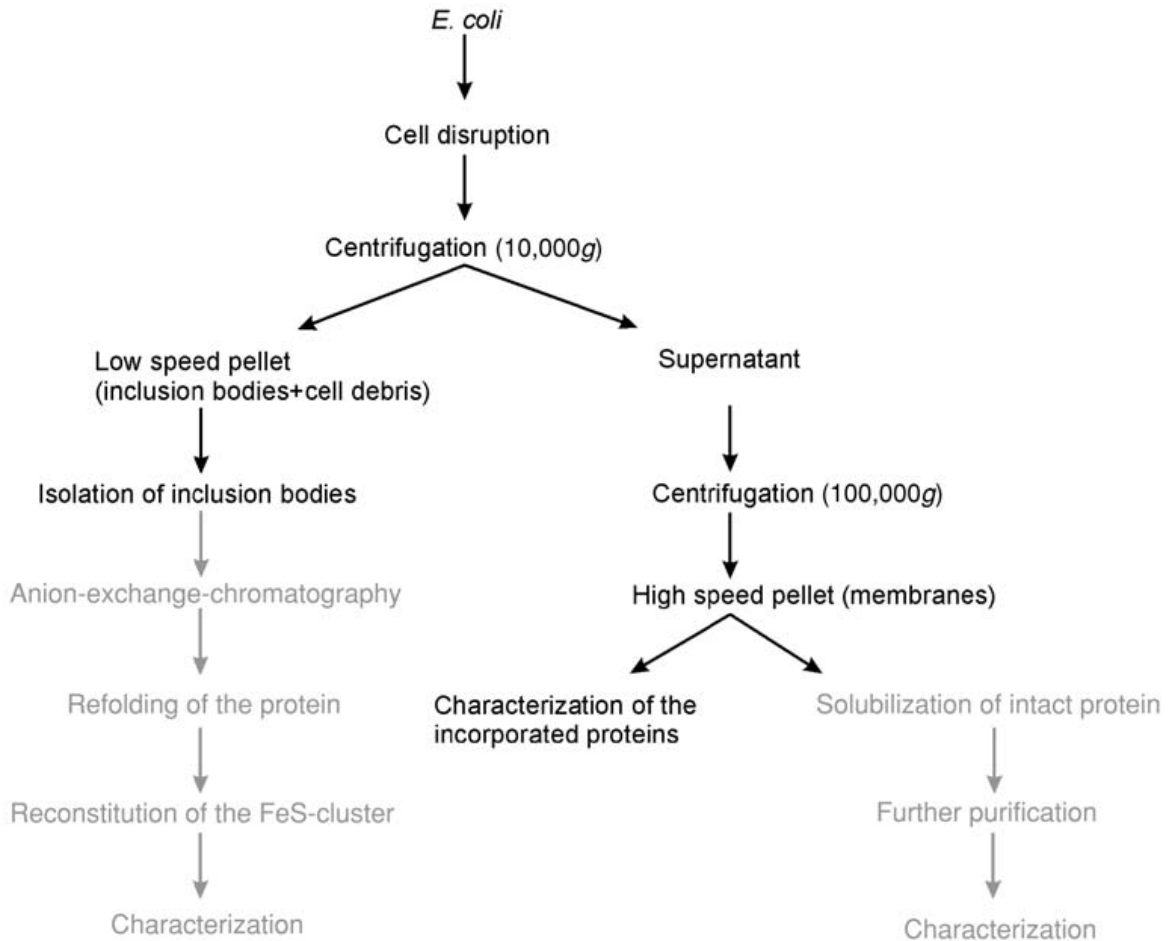 E. coli
Cell disruption
Centrifugation (10,000g)
Low speed pellet
(inclusion bodies+cell debris)
Supernatant
Isolation of inclusion bodies
Centrifugation (100,000g)
Anion-exchange-chromatography
High speed pellet (membranes)
Refolding of the protein
Characterization of the
incorporated proteins
Solubilization of intact protein
Reconstitution of the FeS-cluster
Further purification
Characterization
Characterization